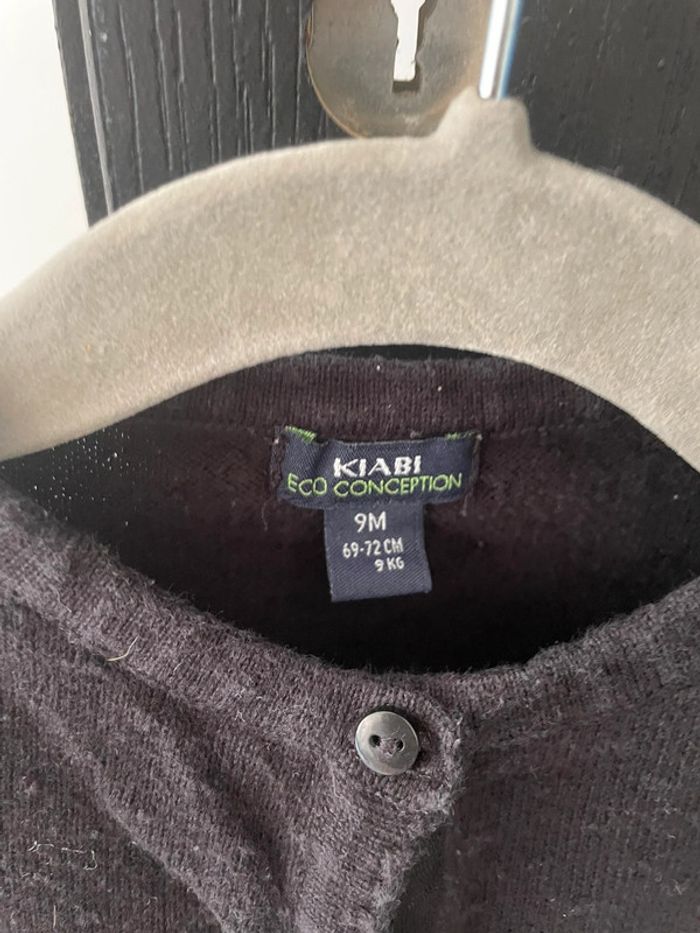 KIABI
ECO CONCEPTION
9M
69-72 CM
9 KG